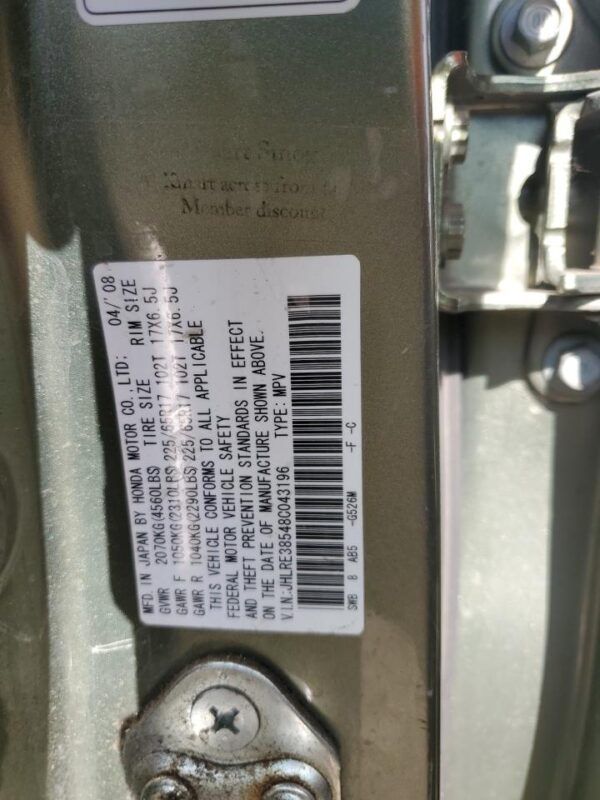 Kmart across from
Member discount
MFD. IN JAPAN BY HONDA MOTOR CO., LTD: 04/'08
GVWR 2070KG(4560LBS) TIRE SIZE RIM SIZE
GAWR F 1050KG(2310LBS) 225/65R17 102T 17X6.5J
GAWR R 1040KG(2290LBS) 225/65R17 102T 17X6.5J
THIS VEHICLE CONFORMS TO ALL APPLICABLE
FEDERAL MOTOR VEHICLE SAFETY
AND THEFT PREVENTION STANDARDS IN EFFECT
ON THE DATE OF MANUFACTURE SHOWN ABOVE.
V.I.N:JHLRE38548C043196 TYPE: MPV
SWB 8 AB5 -G526M -F -C